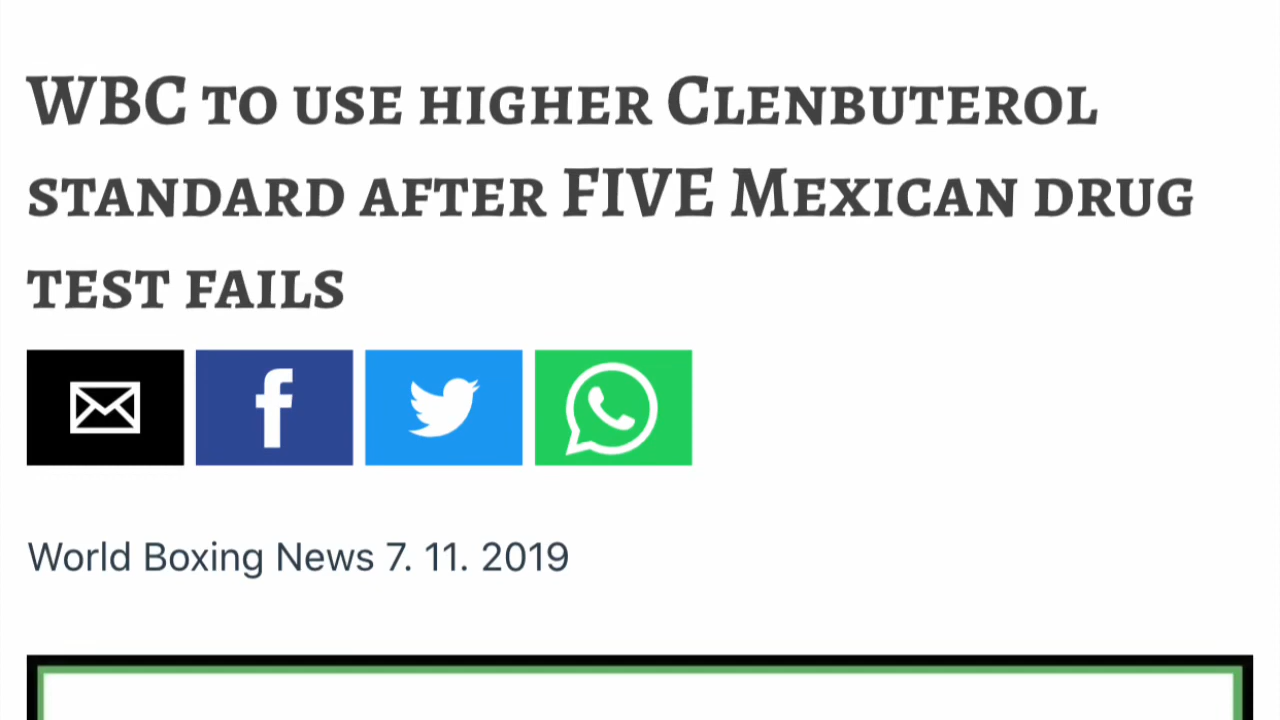 WBC to use higher Clenbuterol
standard after FIVE Mexican drug
test fails
World Boxing News 7. 11. 2019